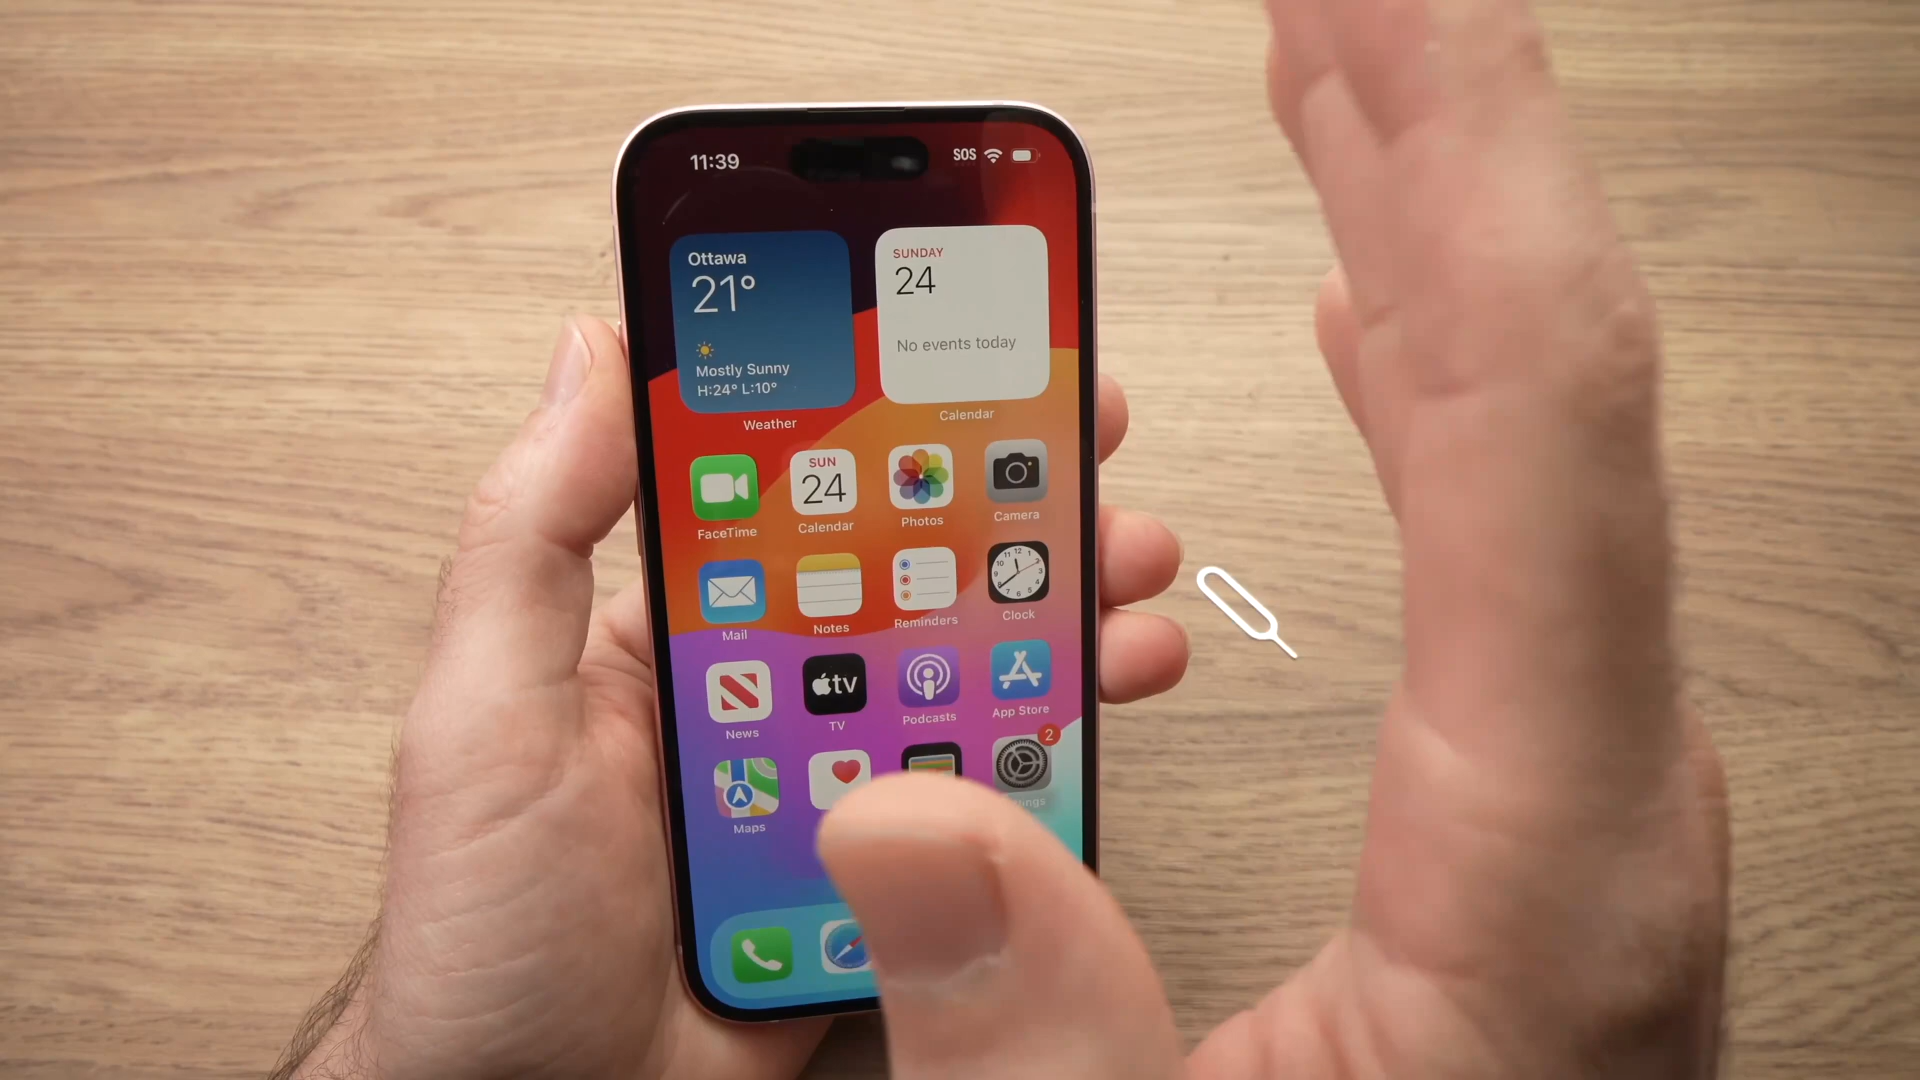 11:39
SOS
Ottawa
21°
Mostly Sunny
H:24° L:10°
Weather
SUNDAY
24
No events today
Calendar
FaceTime
SUN
24
Calendar
Photos
Camera
Mail
Notes
Reminders
Clock
News
tv
TV
Podcasts
App Store
2
Maps